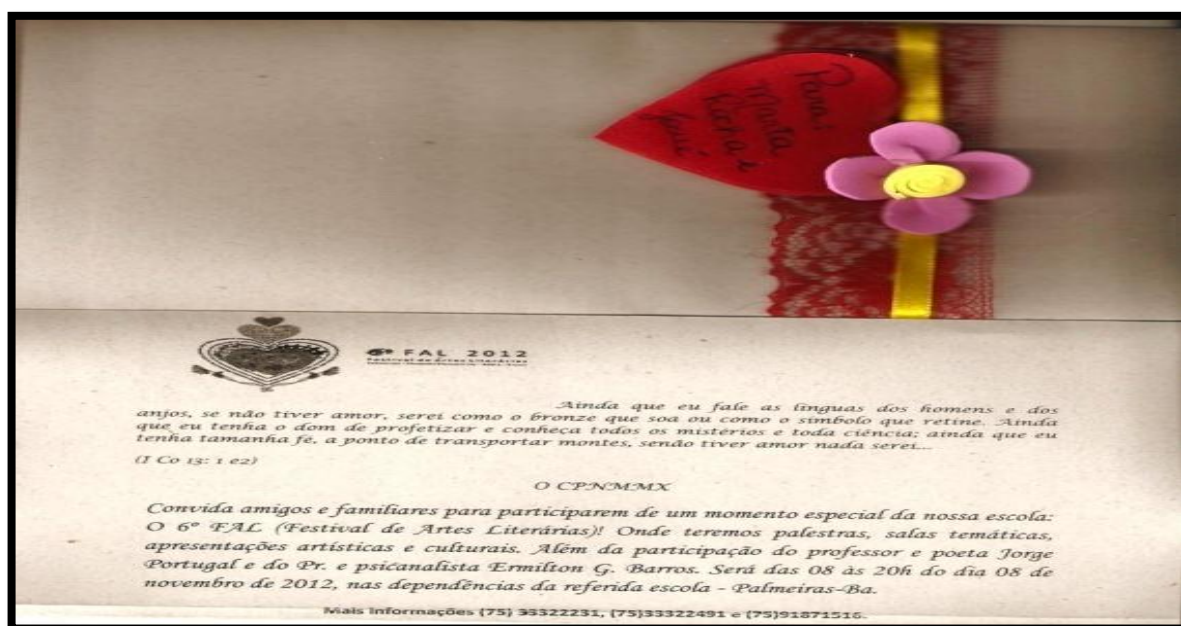 Para:
6º FAL 2012
Festival de Artes Literárias
Ainda que eu fale as línguas dos homens e dos
anjos, se não tiver amor, serei como o bronze que soa ou como o símbolo que retine. Ainda
que eu tenha o dom de profetizar e conheça todos os mistérios e toda ciência; ainda que eu
tenha tamanha fé, a ponto de transportar montes, senão tiver amor nada serei...
(I Co 13: 1 e2)
O CPNMMX
Convida amigos e familiares para participarem de um momento especial da nossa escola:
O 6º FAL (Festival de Artes Literárias)! Onde teremos palestras, salas temáticas,
apresentações artísticas e culturais. Além da participação do professor e poeta Jorge
Portugal e do Pr. e psicanalista Ermilton G. Barros. Será das 08 às 20h do dia 08 de
novembro de 2012, nas dependências da referida escola – Palmeiras-Ba.
Mais Informações (75) 33322231, (75)33322491 e (75)91871516.